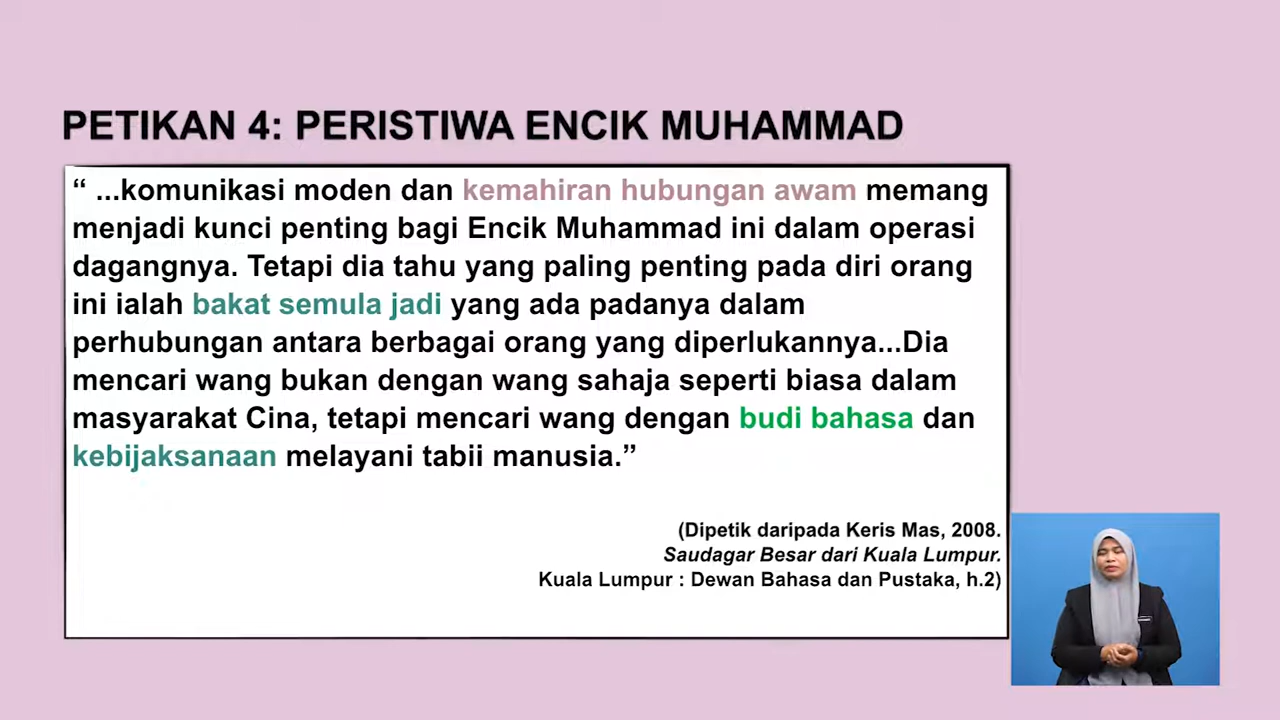 PETIKAN 4: PERISTIWA ENCIK MUHAMMAD
“ ...komunikasi moden dan kemahiran hubungan awam memang
menjadi kunci penting bagi Encik Muhammad ini dalam operasi
dagangnya. Tetapi dia tahu yang paling penting pada diri orang
ini ialah bakat semula jadi yang ada padanya dalam
perhubungan antara berbagai orang yang diperlukannya...Dia
mencari wang bukan dengan wang sahaja seperti biasa dalam
masyarakat Cina, tetapi mencari wang dengan budi bahasa dan
kebijaksanaan melayani tabii manusia.”
(Dipetik daripada Keris Mas, 2008.
Saudagar Besar dari Kuala Lumpur.
Kuala Lumpur : Dewan Bahasa dan Pustaka, h.2)